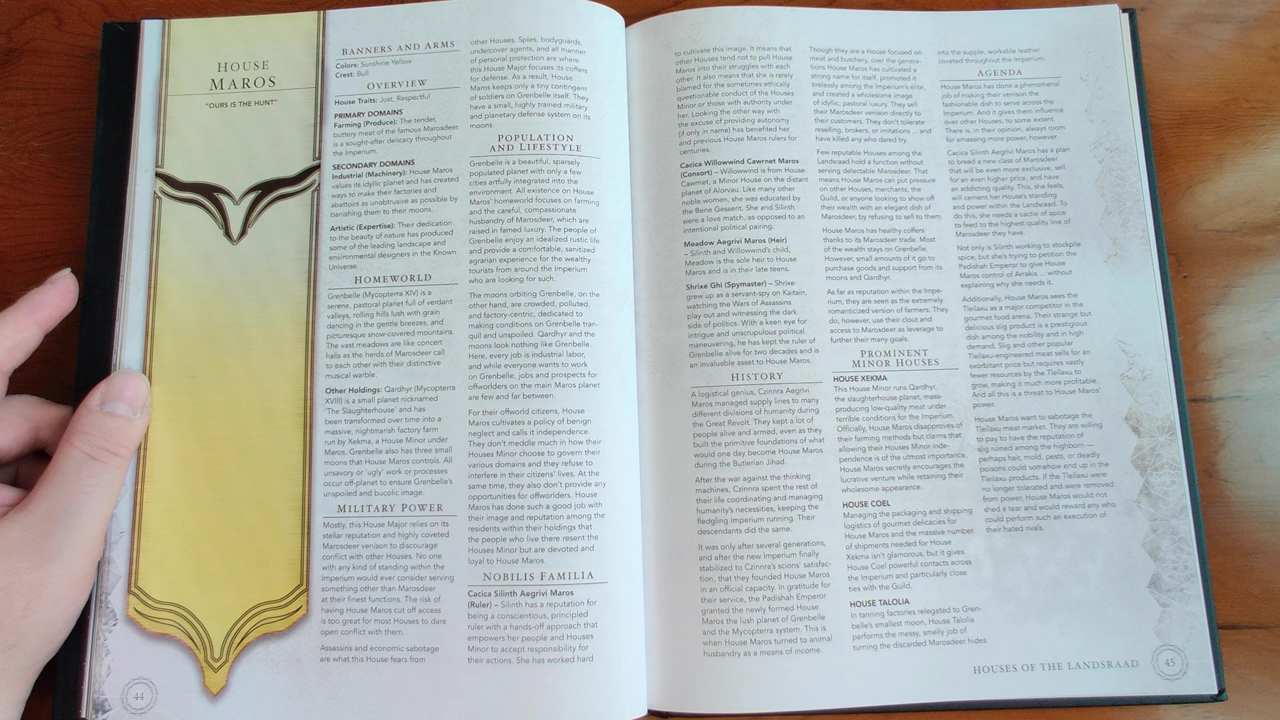 HOUSE
MAROS
"OURS IS THE HUNT"
BANNERS AND ARMS
Colors: Sunshine Yellow
Crest: Bull
OVERVIEW
House Traits: Just, Respectful
PRIMARY DOMAINS
Farming (Produce): The tender,
buttery meat of the famous Marosdeer
is a sought-after delicacy throughout
the Imperium.
SECONDARY DOMAINS
Industrial (Machinery): House Maros
values its idyllic planet and has created
ways to make their factories and
abattoirs as unobtrusive as possible by
banishing them to their moons.
Artistic (Expertise): Their dedication
to the beauty of nature has produced
some of the leading landscape and
environmental designers in the Known
Universe.
HOMEWORLD
Grenbelle (Mycopterra XIV) is a
serene, pastoral planet full of verdant
valleys, rolling hills lush with grain
dancing in the gentle breezes, and
picturesque snow-covered mountains.
The vast meadows are like concert
halls as the herds of Marosdeer call
to each other with their distinctive
musical warble.
Other Holdings: Qardhyr (Mycopterra
XVIII) is a small planet nicknamed
'The Slaughterhouse' and has
been transformed over time into a
massive, nightmarish factory farm
run by Xekma, a House Minor under
Maros. Grenbelle also has three small
moons that House Maros controls. All
unsavory or 'ugly' work or processes
occur off-planet to ensure Grenbelle's
unspoiled and bucolic image.
MILITARY POWER
Mostly, this House Major relies on its
stellar reputation and highly coveted
Marosdeer venison to discourage
conflict with other Houses. No one
with any kind of standing within the
Imperium would ever consider serving
something other than Marosdeer
at their finest functions. The risk of
having House Maros cut off access
is too great for most Houses to dare
open conflict with them.
Assassins and economic sabotage
are what this House fears from
other Houses. Spies, bodyguards,
undercover agents, and all manner
of personal protection are where
this House Major focuses its coffers
for defense. As a result, House
Maros keeps only a tiny contingent
of soldiers on Grenbelle itself. They
have a small, highly trained military
and planetary defense system on its
moons.
POPULATION
AND LIFESTYLE
Grenbelle is a beautiful, sparsely
populated planet with only a few
cities artfully integrated into the
environment. All existence on House
Maros' homeworld focuses on farming
and the careful, compassionate
husbandry of Marosdeer, which are
raised in famed luxury. The people of
Grenbelle enjoy an idealized rustic life
and provide a comfortable, sanitized
agrarian experience for the wealthy
tourists from around the Imperium
who are looking for such.
The moons orbiting Grenbelle, on the
other hand, are crowded, polluted,
and factory-centric, dedicated to
making conditions on Grenbelle tran-
quil and unspoiled. Qardhyr and the
moons look nothing like Grenbelle.
Here, every job is industrial labor,
and while everyone wants to work
on Grenbelle, jobs and prospects for
offworlders on the main Maros planet
are few and far between.
For their offworld citizens, House
Maros cultivates a policy of benign
neglect and calls it independence.
They don't meddle much in how their
Houses Minor choose to govern their
various domains and they refuse to
interfere in their citizens' lives. At the
same time, they also don't provide any
opportunities for offworlders. House
Maros has done such a good job with
their image and reputation among the
residents within their holdings that
the people who live there resent the
Houses Minor but are devoted and
loyal to House Maros.
NOBILIS FAMILIA
Cacica Silinth Aegrivi Maros
(Ruler) – Silinth has a reputation for
being a conscientious, principled
ruler with a hands-off approach that
empowers her people and Houses
Minor to accept responsibility for
their actions. She has worked hard
44
to cultivate this image. It means that
other Houses tend not to pull House
Maros into their struggles with each
other. It also means that she is rarely
blamed for the sometimes ethically
questionable conduct of the Houses
Minor or those with authority under
her. Looking the other way with
the excuse of providing autonomy
(if only in name) has benefited her
and previous House Maros rulers for
centuries.
Cacica Willowwind Cawrnet Maros
(Consort) – Willowwind is from House
Cawrnet, a Minor House on the distant
planet of Alorvau. Like many other
noble women, she was educated by
the Bene Gesserit. She and Silinth
were a love match, as opposed to an
intentional political pairing.
Meadow Aegrivi Maros (Heir)
– Silinth and Willowwind's child,
Meadow is the sole heir to House
Maros and is in their late teens.
Shrixe Ghi (Spymaster) – Shrixe
grew up as a servant-spy on Kaitain,
watching the Wars of Assassins
play out and witnessing the dark
side of politics. With a keen eye for
intrigue and unscrupulous political
maneuvering, he has kept the ruler of
Grenbelle alive for two decades and is
an invaluable asset to House Maros.
HISTORY
A logistical genius, Czinnra Aegrivi
Maros managed supply lines to many
different divisions of humanity during
the Great Revolt. They kept a lot of
people alive and armed, even as they
built the primitive foundations of what
would one day become House Maros
during the Butlerian Jihad.
After the war against the thinking
machines, Czinnra spent the rest of
their life coordinating and managing
humanity's necessities, keeping the
fledgling Imperium running. Their
descendants did the same.
It was only after several generations,
and after the new Imperium finally
stabilized to Czinnra's scions' satisfac-
tion, that they founded House Maros
in an official capacity. In gratitude for
their service, the Padishah Emperor
granted the newly formed House
Maros the lush planet of Grenbelle
and the Mycopterra system. This is
when House Maros turned to animal
husbandry as a means of income.
Though they are a House focused on
meat and butchery, over the genera-
tions House Maros has cultivated a
strong name for itself, promoted it
tirelessly among the Imperium's elite,
and created a wholesome image
of idyllic, pastoral luxury. They sell
their Marosdeer venison directly to
their customers. They don't tolerate
reselling, brokers, or imitations ... and
have killed any who dared try.
Few reputable Houses among the
Landsraad hold a function without
serving delectable Marosdeer. That
means House Maros can put pressure
on other Houses, merchants, the
Guild, or anyone looking to show off
their wealth with an elegant dish of
Marosdeer, by refusing to sell to them.
House Maros has healthy coffers
thanks to its Marosdeer trade. Most
of the wealth stays on Grenbelle.
However, small amounts of it go to
purchase goods and support from its
moons and Qardhyr.
As far as reputation within the Impe-
rium, they are seen as the extremely
romanticized version of farmers. They
do, however, use their clout and
access to Marosdeer as leverage to
further their many goals.
PROMINENT
MINOR HOUSES
HOUSE XEKMA
This House Minor runs Qardhyr,
the slaughterhouse planet, mass-
producing low-quality meat under
terrible conditions for the Imperium.
Officially, House Maros disapproves of
their farming methods but claims that
allowing their Houses Minor inde-
pendence is of the utmost importance.
House Maros secretly encourages the
lucrative venture while retaining their
wholesome appearance.
HOUSE COEL
Managing the packaging and shipping
logistics of gourmet delicacies for
House Maros and the massive number
of shipments needed for House
Xekma isn't glamorous, but it gives
House Coel powerful contacts across
the Imperium and particularly close
ties with the Guild.
HOUSE TALOLIA
In tanning factories relegated to Gren-
belle's smallest moon, House Talolia
performs the messy, smelly job of
turning the discarded Marosdeer hides
into the supple, workable leather
coveted throughout the Imperium.
AGENDA
House Maros has done a phenomenal
job of making their venison the
fashionable dish to serve across the
Imperium. And it gives them influence
over other Houses, to some extent.
There is, in their opinion, always room
for amassing more power, however.
Cacica Silinth Aegrivi Maros has a plan
to breed a new class of Marosdeer
that will be even more exclusive, sell
for an even higher price, and have
an addicting quality. This, she feels,
will cement her House's standing
and power within the Landsraad. To
do this, she needs a cache of spice
to feed to the highest quality line of
Marosdeer they have.
Not only is Silinth working to stockpile
spice, but she's trying to petition the
Padishah Emperor to give House
Maros control of Arrakis ... without
explaining why she needs it.
Additionally, House Maros sees the
Tleilaxu as a major competitor in the
gourmet food arena. Their strange but
delicious slig product is a prestigious
dish among the nobility and in high
demand. Slig and other popular
Tleilaxu-engineered meat sells for an
exorbitant price but requires vastly
fewer resources by the Tleilaxu to
grow, making it much more profitable.
And all this is a threat to House Maros'
power.
House Maros want to sabotage the
Tleilaxu meat market. They are willing
to pay to have the reputation of
slig ruined among the highborn —
perhaps hair, mold, pests, or deadly
poisons could somehow end up in the
Tleilaxu products. If the Tleilaxu were
no longer tolerated and were removed
from power, House Maros would not
shed a tear and would reward any who
could perform such an execution of
their hated rivals.
HOUSES OF THE LANDSRAAD
45